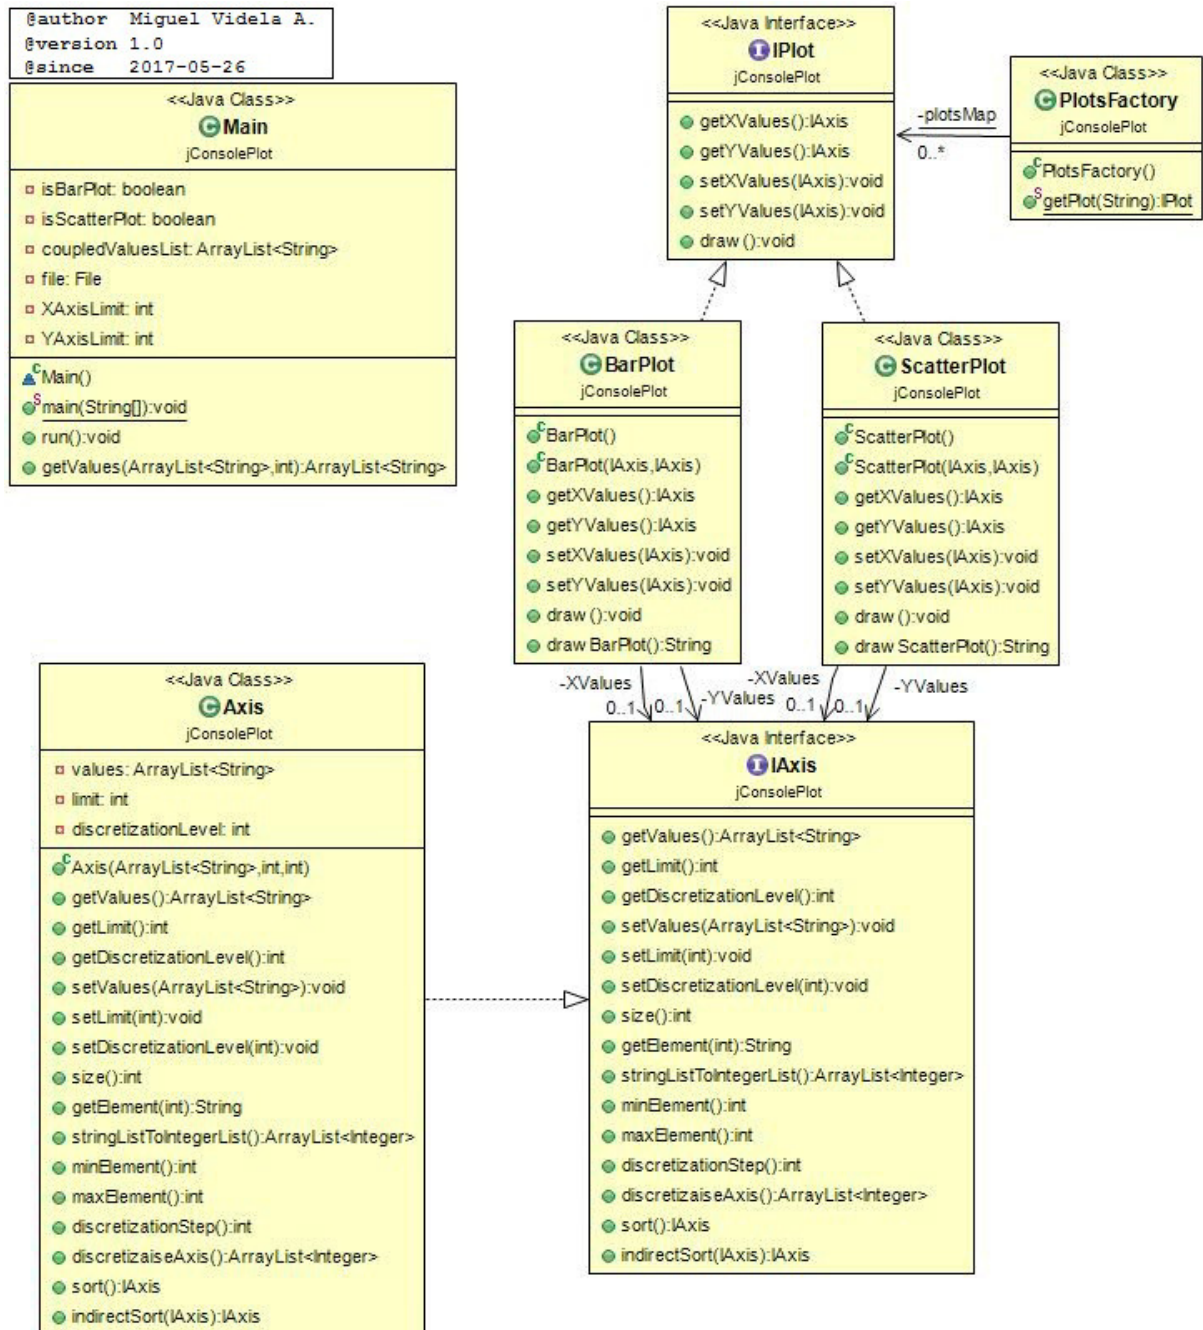 @author Miguel Videla A.
@version 1.0
@since 2017-05-26
<<Java Class>>
Main
jConsolePlot
isBarPlot: boolean
isScatterPlot: boolean
coupledValuesList: ArrayList<String>
file: File
XAxisLimit: int
YAxisLimit: int
Main()
main(String[]):void
run():void
getValues(ArrayList<String>,int):ArrayList<String>
<<Java Interface>>
IPlot
jConsolePlot
getXValues():IAxis
getYValues():IAxis
setXValues(IAxis):void
setYValues(IAxis):void
draw():void
-plotsMap
0..*
<<Java Class>>
PlotsFactory
jConsolePlot
PlotsFactory()
getPlot(String):IPlot
<<Java Class>>
BarPlot
jConsolePlot
BarPlot()
BarPlot(IAxis,IAxis)
getXValues():IAxis
getYValues():IAxis
setXValues(IAxis):void
setYValues(IAxis):void
draw():void
drawBarPlot():String
<<Java Class>>
ScatterPlot
jConsolePlot
ScatterPlot()
ScatterPlot(IAxis,IAxis)
getXValues():IAxis
getYValues():IAxis
setXValues(IAxis):void
setYValues(IAxis):void
draw():void
drawScatterPlot():String
-XValues
0..1
-YValues
0..1
-XValues
0..1
-YValues
0..1
<<Java Class>>
Axis
jConsolePlot
values: ArrayList<String>
limit: int
discretizationLevel: int
Axis(ArrayList<String>,int,int)
getValues():ArrayList<String>
getLimit():int
getDiscretizationLevel():int
setValues(ArrayList<String>):void
setLimit(int):void
setDiscretizationLevel(int):void
size():int
getElement(int):String
stringListToIntegerList():ArrayList<Integer>
minElement():int
maxElement():int
discretizationStep():int
discretizaiseAxis():ArrayList<Integer>
sort():IAxis
indirectSort(IAxis):IAxis
<<Java Interface>>
IAxis
jConsolePlot
getValues():ArrayList<String>
getLimit():int
getDiscretizationLevel():int
setValues(ArrayList<String>):void
setLimit(int):void
setDiscretizationLevel(int):void
size():int
getElement(int):String
stringListToIntegerList():ArrayList<Integer>
minElement():int
maxElement():int
discretizationStep():int
discretizaiseAxis():ArrayList<Integer>
sort():IAxis
indirectSort(IAxis):IAxis